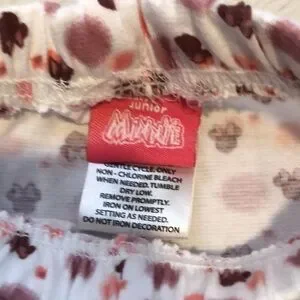 Junior
MINNIE
GENTLE CYCLE. ONLY
NON - CHLORINE BLEACH
WHEN NEEDED. TUMBLE
DRY LOW.
REMOVE PROMPTLY.
IRON ON LOWEST
SETTING AS NEEDED.
DO NOT IRON DECORATION